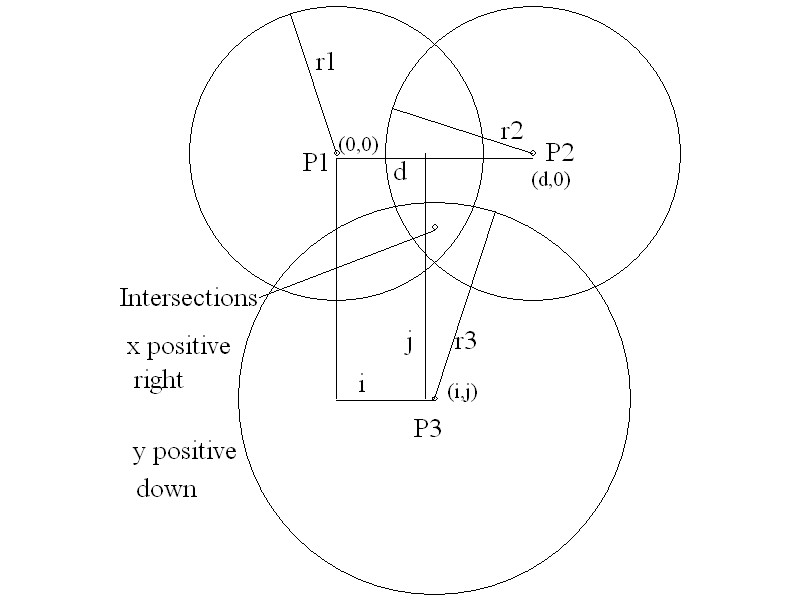 r1
r2
(0,0)
P1
P2
d
(d,0)
Intersections
x positive
right
j
r3
i
(i,j)
P3
y positive
down